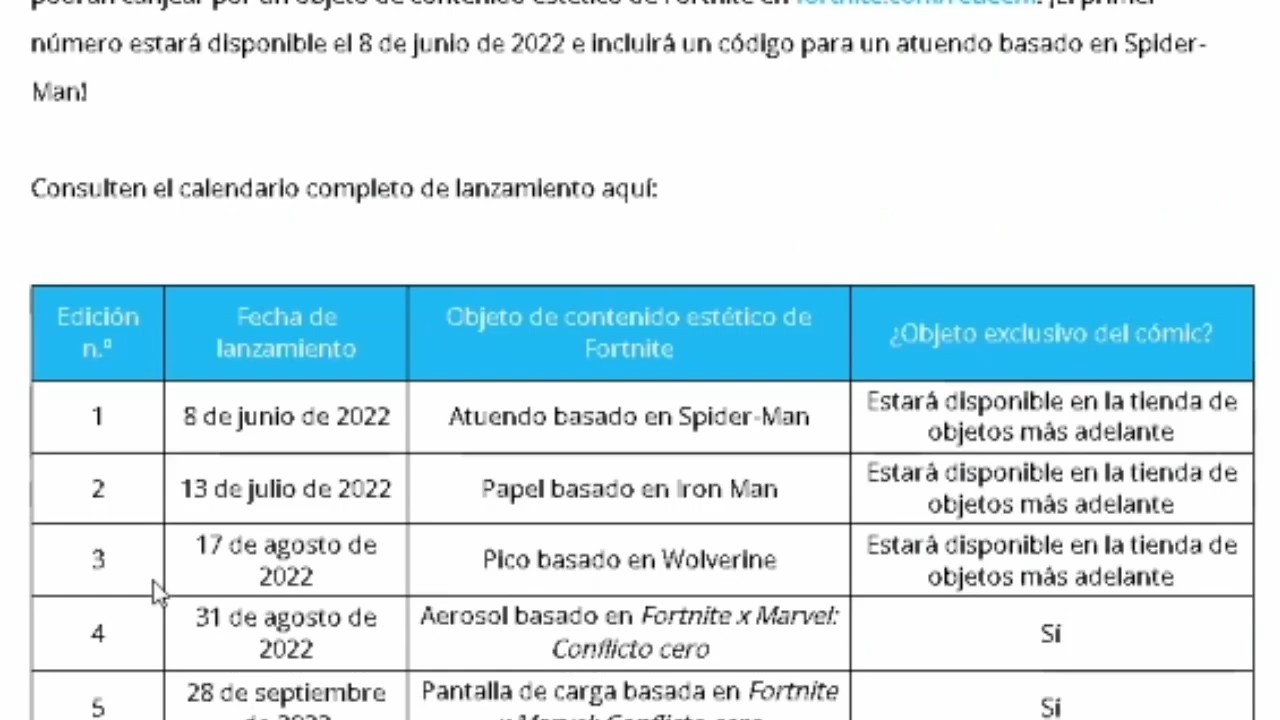 número estará disponible el 8 de junio de 2022 e incluirá un código para un atuendo basado en Spider-
Man!
Consulten el calendario completo de lanzamiento aquí:
Edición
n.º
Fecha de
lanzamiento
Objeto de contenido estético de
Fortnite
¿Objeto exclusivo del cómic?
1
8 de junio de 2022
Atuendo basado en Spider-Man
Estará disponible en la tienda de
objetos más adelante
2
13 de julio de 2022
Papel basado en Iron Man
Estará disponible en la tienda de
objetos más adelante
3
17 de agosto de
2022
Pico basado en Wolverine
Estará disponible en la tienda de
objetos más adelante
4
31 de agosto de
2022
Aerosol basado en Fortnite x Marvel:
Conflicto cero
Sí
5
28 de septiembre
Pantalla de carga basada en Fortnite
Sí